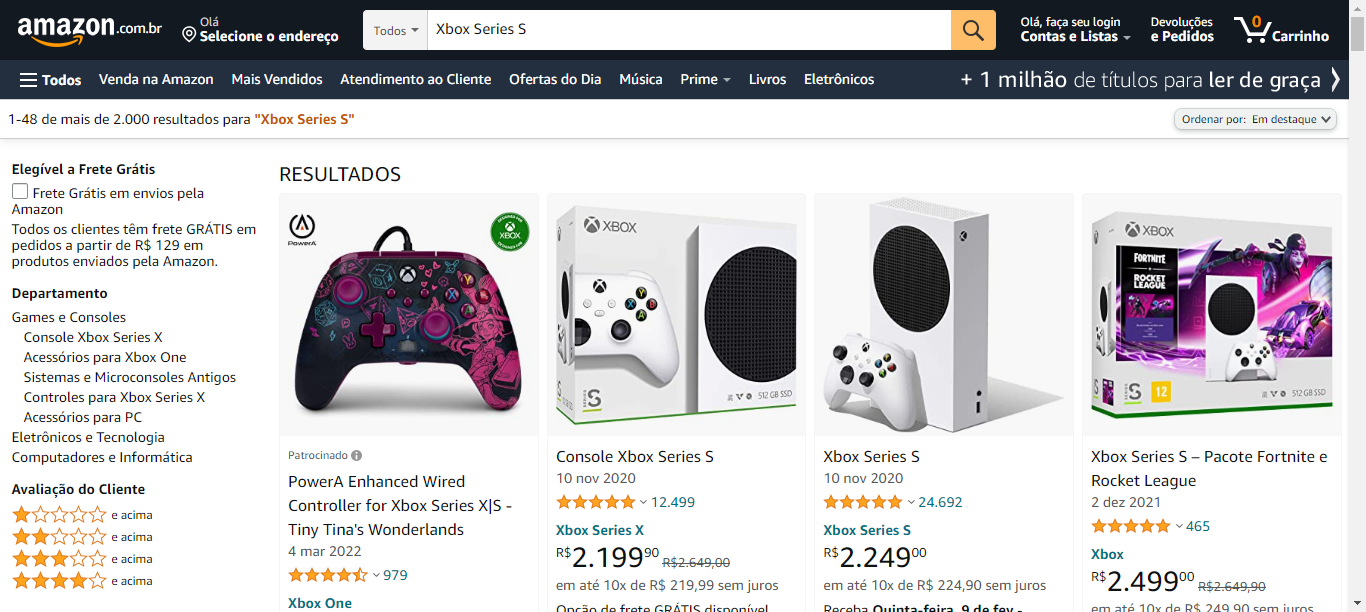 amazon.com.br
Olá
Selecione o endereço
Todos
Xbox Series S
Olá, faça seu login
Contas e Listas
Devoluções
e Pedidos
0
Carrinho
Todos
Venda na Amazon
Mais Vendidos
Atendimento ao Cliente
Ofertas do Dia
Música
Prime
Livros
Eletrônicos
+ 1 milhão de títulos para ler de graça
1-48 de mais de 2.000 resultados para "Xbox Series S"
Ordenar por: Em destaque
Elegível a Frete Grátis
Frete Grátis em envios pela
Amazon
Todos os clientes têm frete GRÁTIS em
pedidos a partir de R$ 129 em
produtos enviados pela Amazon.
Departamento
Games e Consoles
Console Xbox Series X
Acessórios para Xbox One
Sistemas e Microconsoles Antigos
Controles para Xbox Series X
Acessórios para PC
Eletrônicos e Tecnologia
Computadores e Informática
Avaliação do Cliente
e acima
e acima
e acima
e acima
RESULTADOS
PowerA
DESIGNED FOR
XBOX
Patrocinado
PowerA Enhanced Wired
Controller for Xbox Series X|S -
Tiny Tina's Wonderlands
4 mar 2022
979
Xbox One
XBOX
X Y B A
SERIES S
512 GB SSD
Console Xbox Series S
10 nov 2020
12.499
Xbox Series X
R$2.19990 R$2.649,00
em até 10x de R$ 219,99 sem juros
Opção de frete GRÁTIS disponível
Xbox Series S
10 nov 2020
24.692
Xbox Series S
R$2.24900
em até 10x de R$ 224,90 sem juros
Receba Quinta-feira, 9 de fev -
XBOX
FORTNITE
ROCKET
LEAGUE
SERIES S
12
512 GB SSD
Xbox Series S – Pacote Fortnite e
Rocket League
2 dez 2021
465
Xbox
R$2.49900 R$2.649,90
em até 10x de R$ 249,90 sem juros